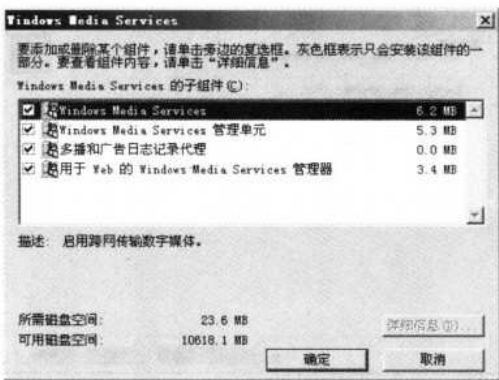 Windows Media Services
要添加或删除某个组件，请单击旁边的复选框。灰色框表示只会安装该组件的一
部分。要查看组件内容，请单击“详细信息”。
Windows Media Services 的子组件(C):
Windows Media Services 6.2 MB
Windows Media Services 管理单元 5.3 MB
多播和广告日志记录代理 0.0 MB
用于 Web 的 Windows Media Services 管理器 3.4 MB
描述: 启用跨网传输数字媒体。
所需磁盘空间: 23.6 MB
详细信息(D)...
可用磁盘空间: 10618.1 MB
确定 取消